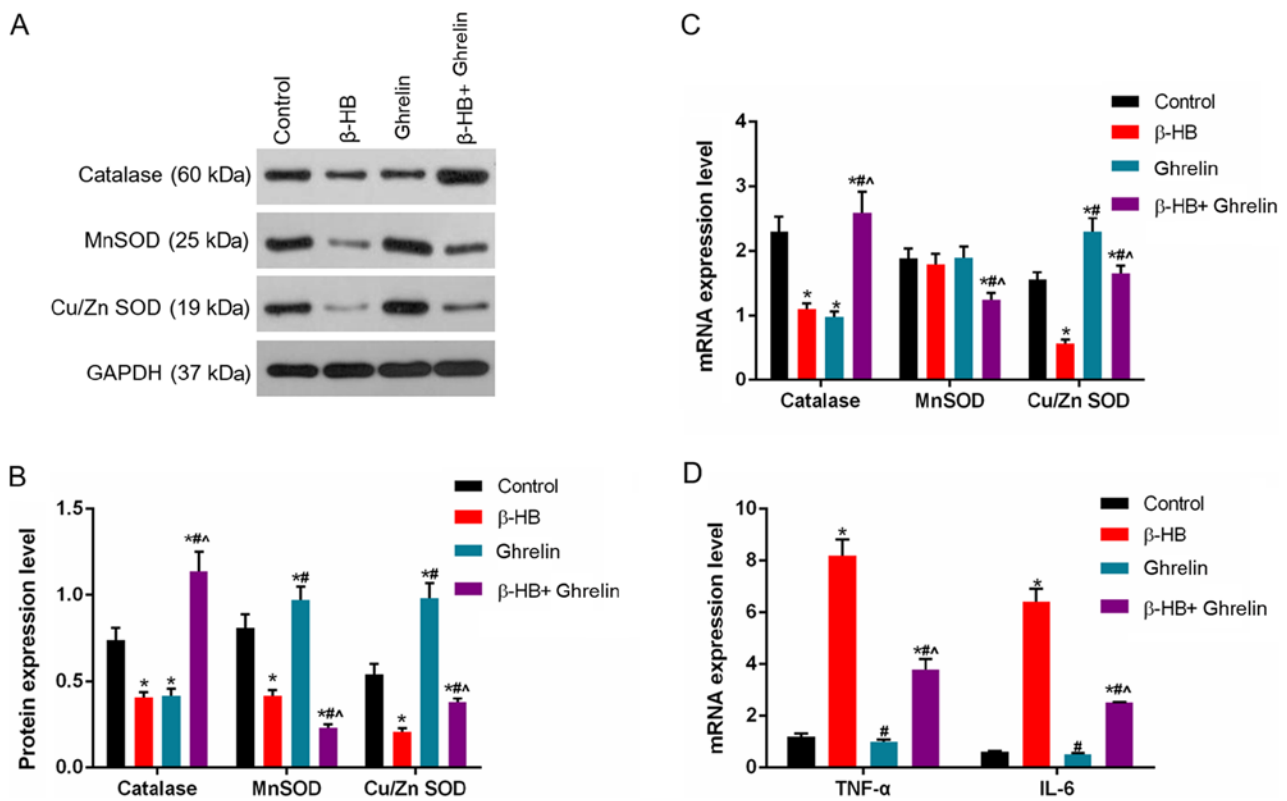 A
Control
β-HB
Ghrelin
β-HB+ Ghrelin
Catalase (60 kDa)
MnSOD (25 kDa)
Cu/Zn SOD (19 kDa)
GAPDH (37 kDa)
B
Protein expression level
1.5
1.0
0.5
0.0
*
*
*#^
*
*#
*#^
*
*#
*#^
Catalase
MnSOD
Cu/Zn SOD
Control
β-HB
Ghrelin
β-HB+ Ghrelin
C
mRNA expression level
4
3
2
1
0
*
*
*#^
*#^
*
*#
*#^
Catalase
MnSOD
Cu/Zn SOD
Control
β-HB
Ghrelin
β-HB+ Ghrelin
D
mRNA expression level
10
8
6
4
2
0
*
#
*#^
*
#
*#^
TNF-α
IL-6
Control
β-HB
Ghrelin
β-HB+ Ghrelin